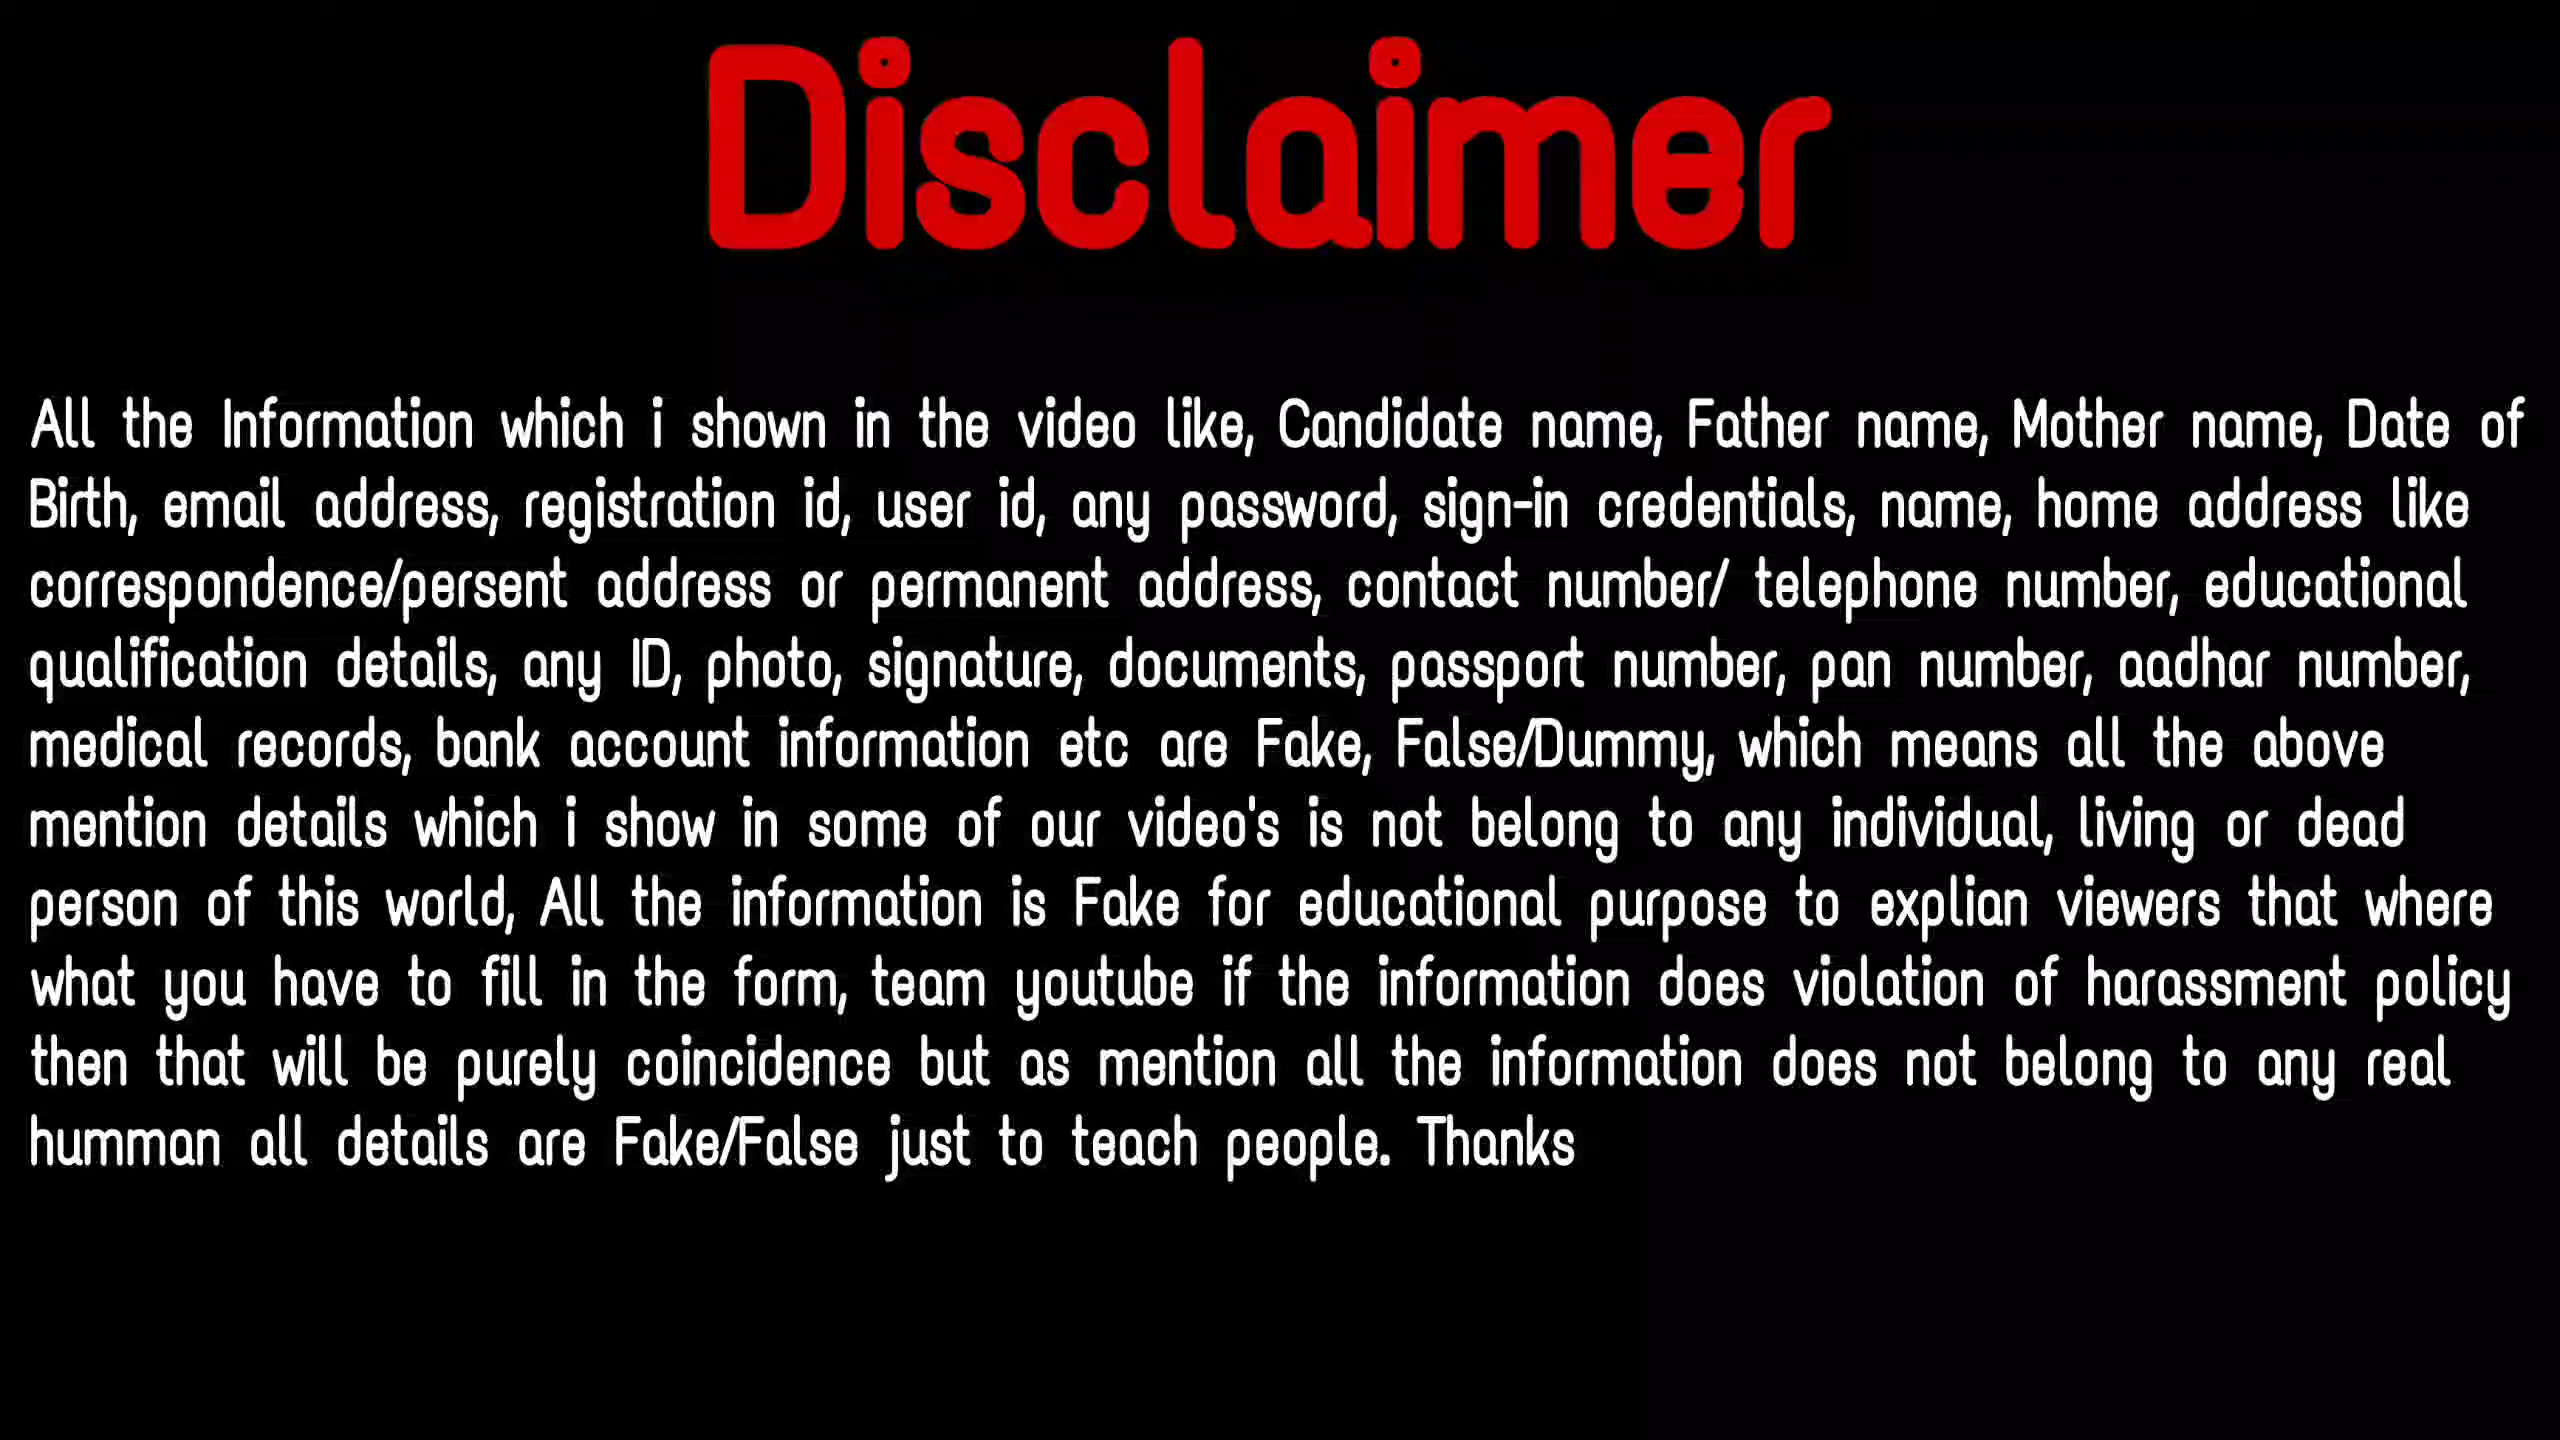 Disclaimer
All the Information which i shown in the video like, Candidate name, Father name, Mother name, Date of
Birth, email address, registration id, user id, any password, sign-in credentials, name, home address like
correspondence/persent address or permanent address, contact number/ telephone number, educational
qualification details, any ID, photo, signature, documents, passport number, pan number, aadhar number,
medical records, bank account information etc are Fake, False/Dummy, which means all the above
mention details which i show in some of our video's is not belong to any individual, living or dead
person of this world, All the information is Fake for educational purpose to explian viewers that where
what you have to fill in the form, team youtube if the information does violation of harassment policy
then that will be purely coincidence but as mention all the information does not belong to any real
humman all details are Fake/False just to teach people. Thanks